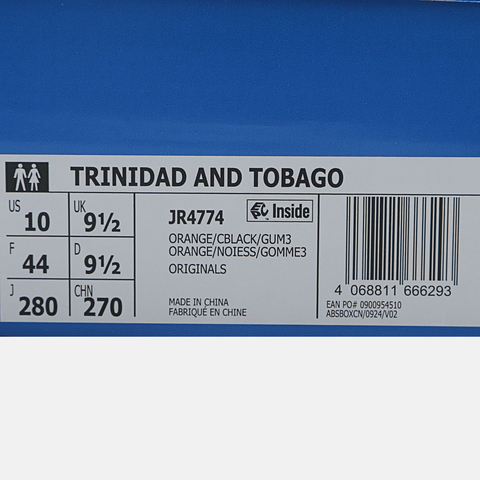 TRINIDAD AND TOBAGO
US 10 UK 9½
F 44 D 9½
J 280 CHN 270
JR4774 Inside
ORANGE/CBLACK/GUM3
ORANGE/NOIESS/GOMME3
ORIGINALS
MADE IN CHINA
FABRIQUÉ EN CHINE
4 068811 666293
EAN PO# 0900954510
ABSBOXCN/0924/V02